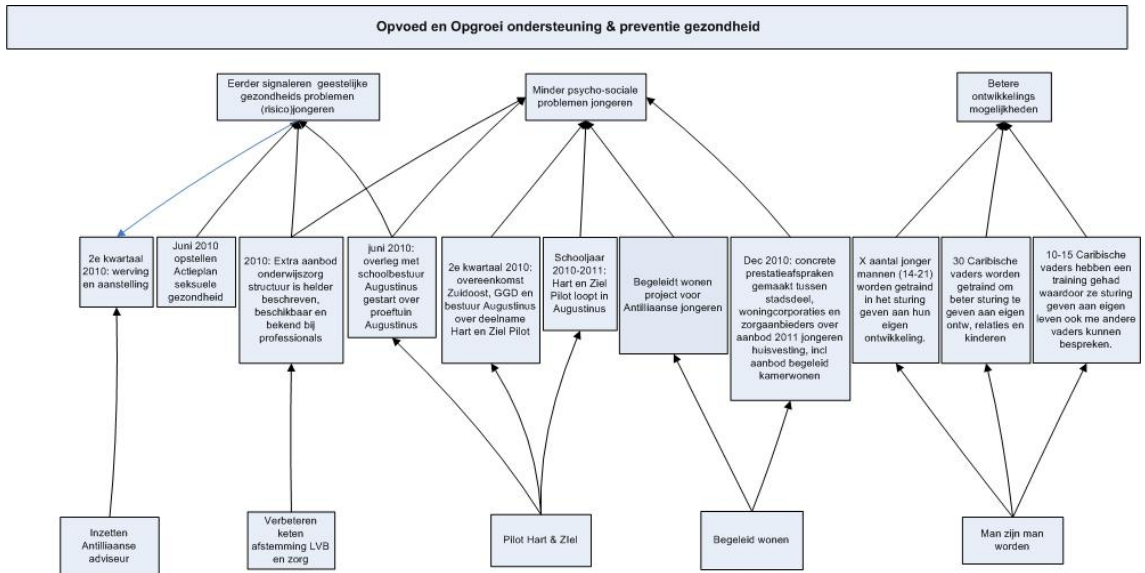 Opvoed en Opgroei ondersteuning & preventie gezondheid
Eerder signaleren geestelijke
gezondheids problemen
(risico)jongeren
Minder psycho-sociale
problemen jongeren
Betere
ontwikkelings
mogelijkheden
2e kwartaal
2010: werving
en aanstelling
Juni 2010
opstellen
Actieplan
seksuele
gezondheid
2010: Extra aanbod
onderwijszorg
structuur is helder
beschreven,
beschikbaar en
bekend bij
professionals
juni 2010:
overleg met
schoolbestuur
Augustinus
gestart over
proeftuin
Augustinus
2e kwartaal 2010:
overeenkomst
Zuidoost, GGD en
bestuur Augustinus
over deelname
Hart en Ziel Pilot
Schooljaar
2010-2011:
Hart en Ziel
Pilot loopt in
Augustinus
Begeleidt wonen
project voor
Antilliaanse jongeren
Dec 2010: concrete
prestatieafspraken
gemaakt tussen
stadsdeel,
woningcorporaties en
zorgaanbieders over
aanbod 2011 jongeren
huisvesting, incl
aanbod begeleid
kamerwonen
X aantal jonger
mannen (14-21)
worden getraind
in het sturing
geven aan hun
eigen
ontwikkeling.
30 Caribische
vaders worden
getraind om
beter sturing te
geven aan eigen
ontw, relaties en
kinderen
10-15 Caribische
vaders hebben een
training gehad
waardoor ze sturing
geven aan eigen
leven ook me andere
vaders kunnen
bespreken.
Inzetten
Antilliaanse
adviseur
Verbeteren
keten
afstemming LVB
en zorg
Pilot Hart & ZIel
Begeleid wonen
Man zijn man
worden